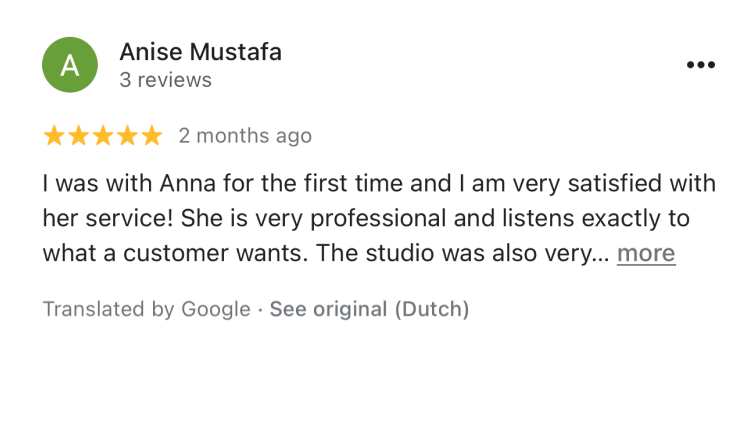 A
Anise Mustafa
3 reviews
2 months ago
I was with Anna for the first time and I am very satisfied with
her service! She is very professional and listens exactly to
what a customer wants. The studio was also very... more
Translated by Google · See original (Dutch)